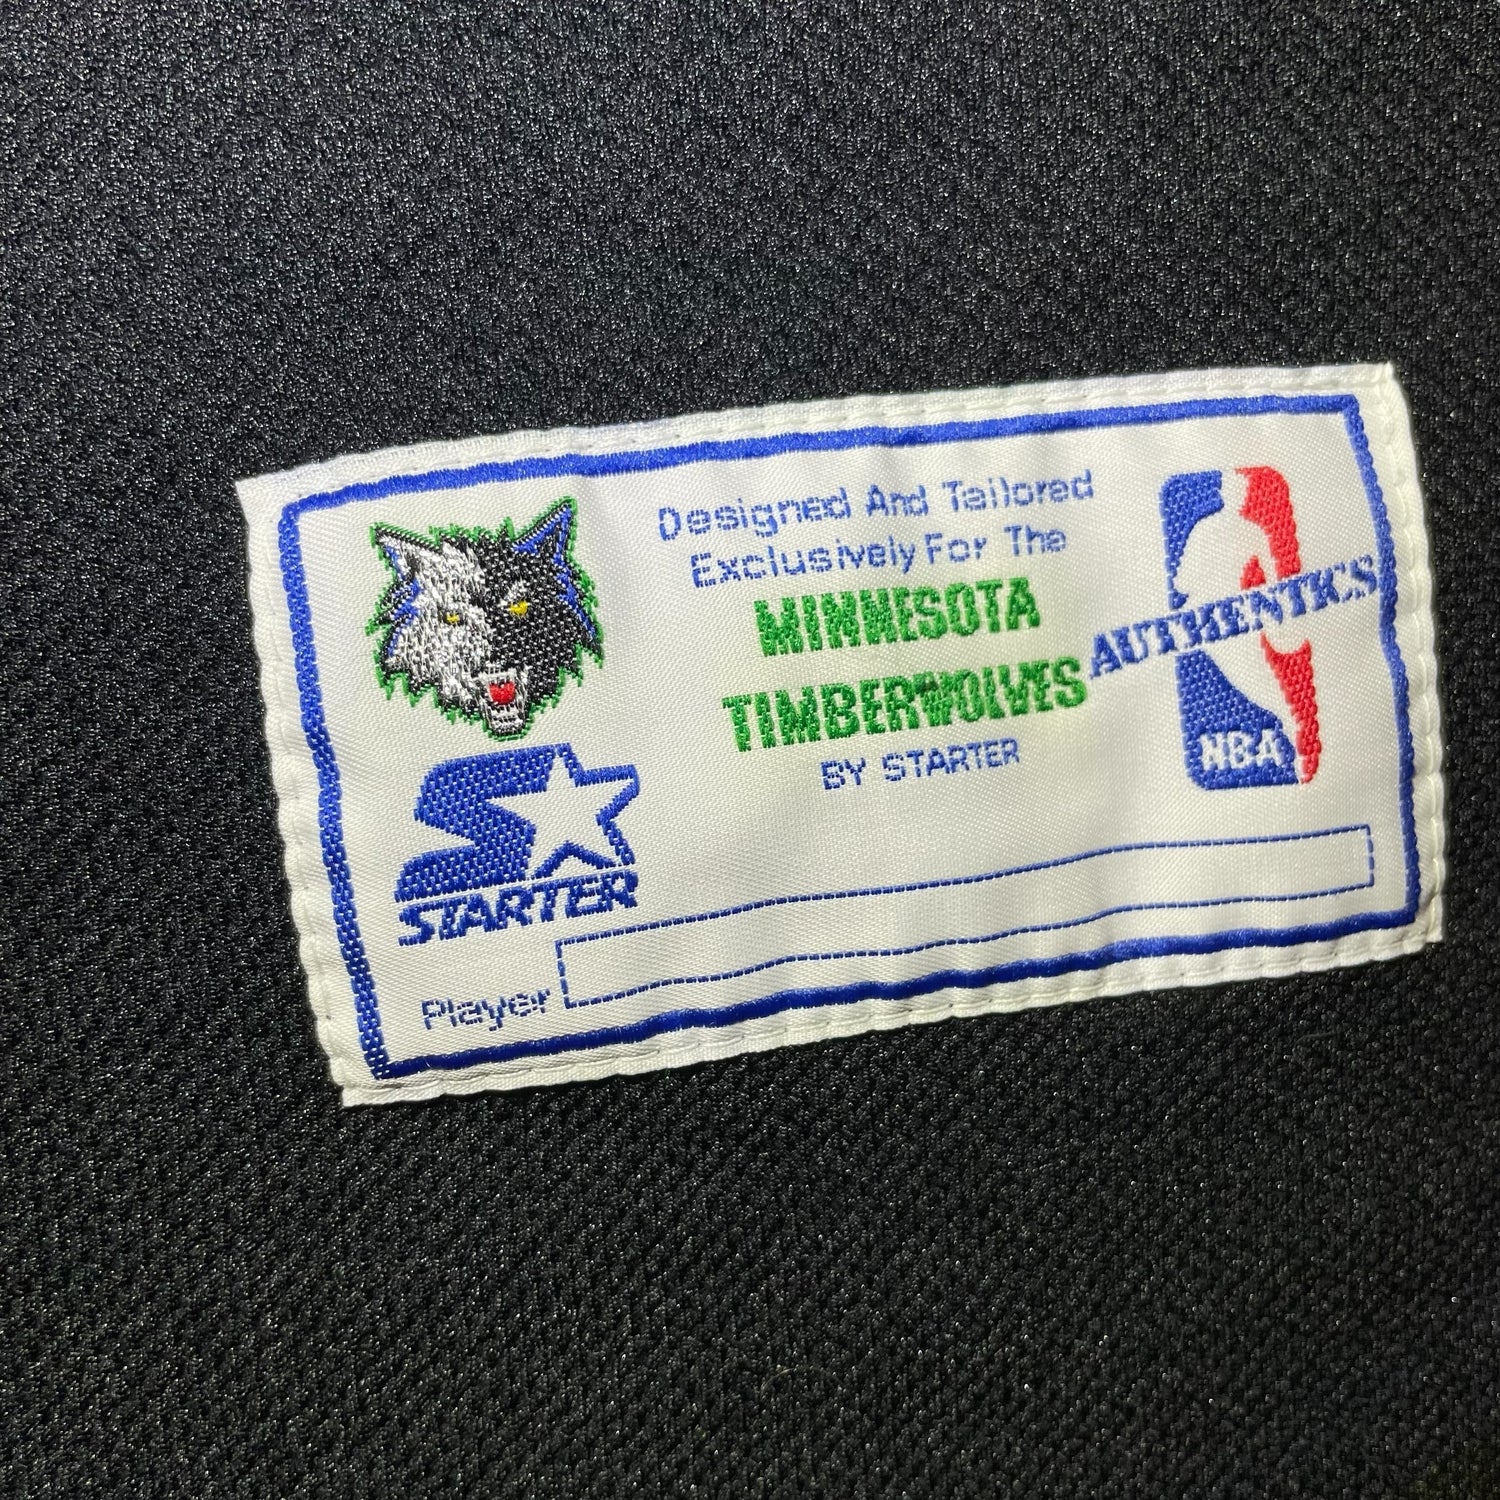 Designed And Tailored
Exclusively For The
MINNESOTA
TIMBERWOLVES
BY STARTER
AUTHENTICS
NBA
STARTER
Player